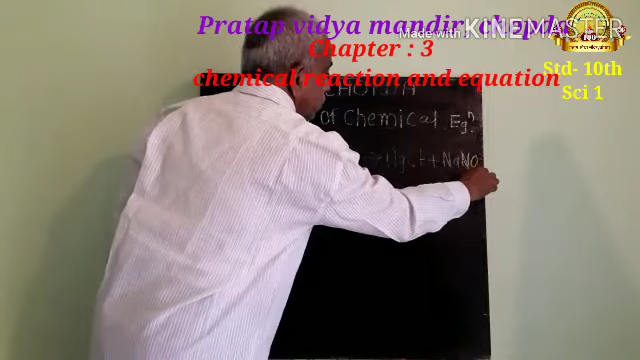 Pratap vidya mandir, chopda
Made with KINEMASTER
Chapter : 3
chemical reaction and equation
Std- 10th
Sci 1
of Chemical Eqⁿ
+ NaNO